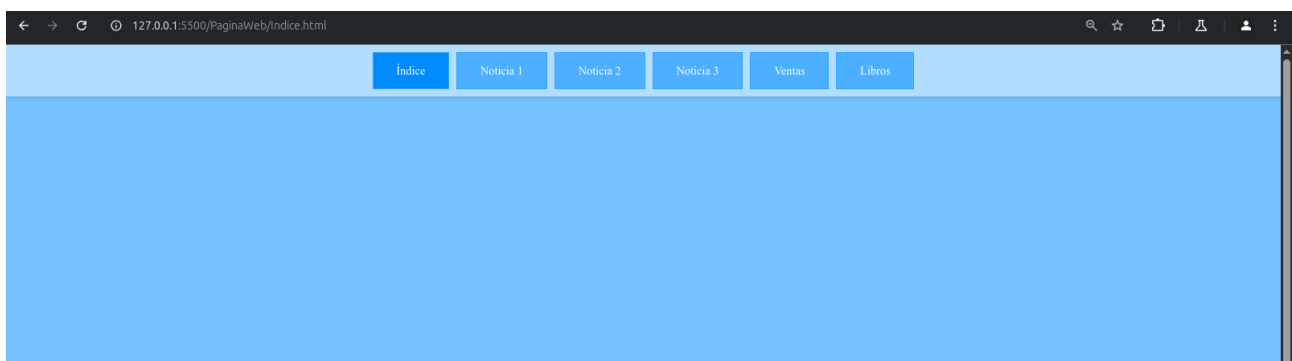 127.0.0.1:5500/PaginaWeb/Indice.html
Índice Noticia 1 Noticia 2 Noticia 3 Ventas Libros